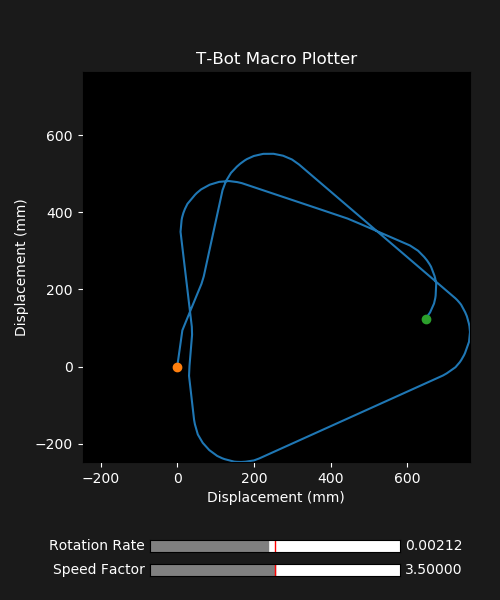 T-Bot Macro Plotter
600
400
200
0
−200
Displacement (mm)
−200 0 200 400 600
Displacement (mm)
Rotation Rate 0.00212
Speed Factor 3.50000